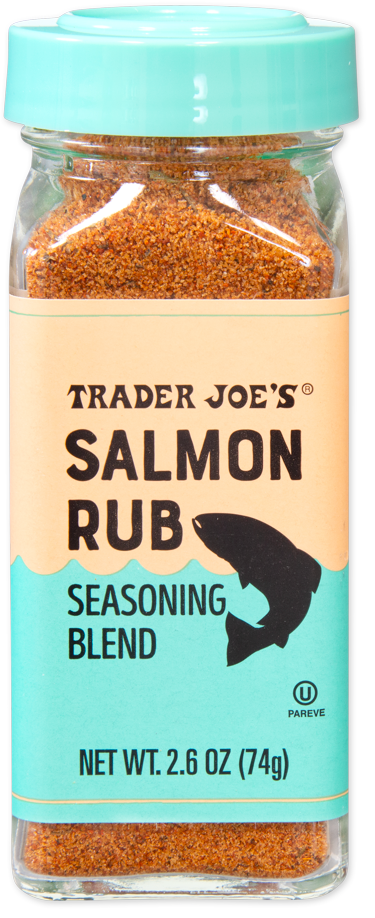 TRADER JOE'S®
SALMON
RUB
SEASONING
BLEND
U
PAREVE
NET WT. 2.6 OZ (74g)